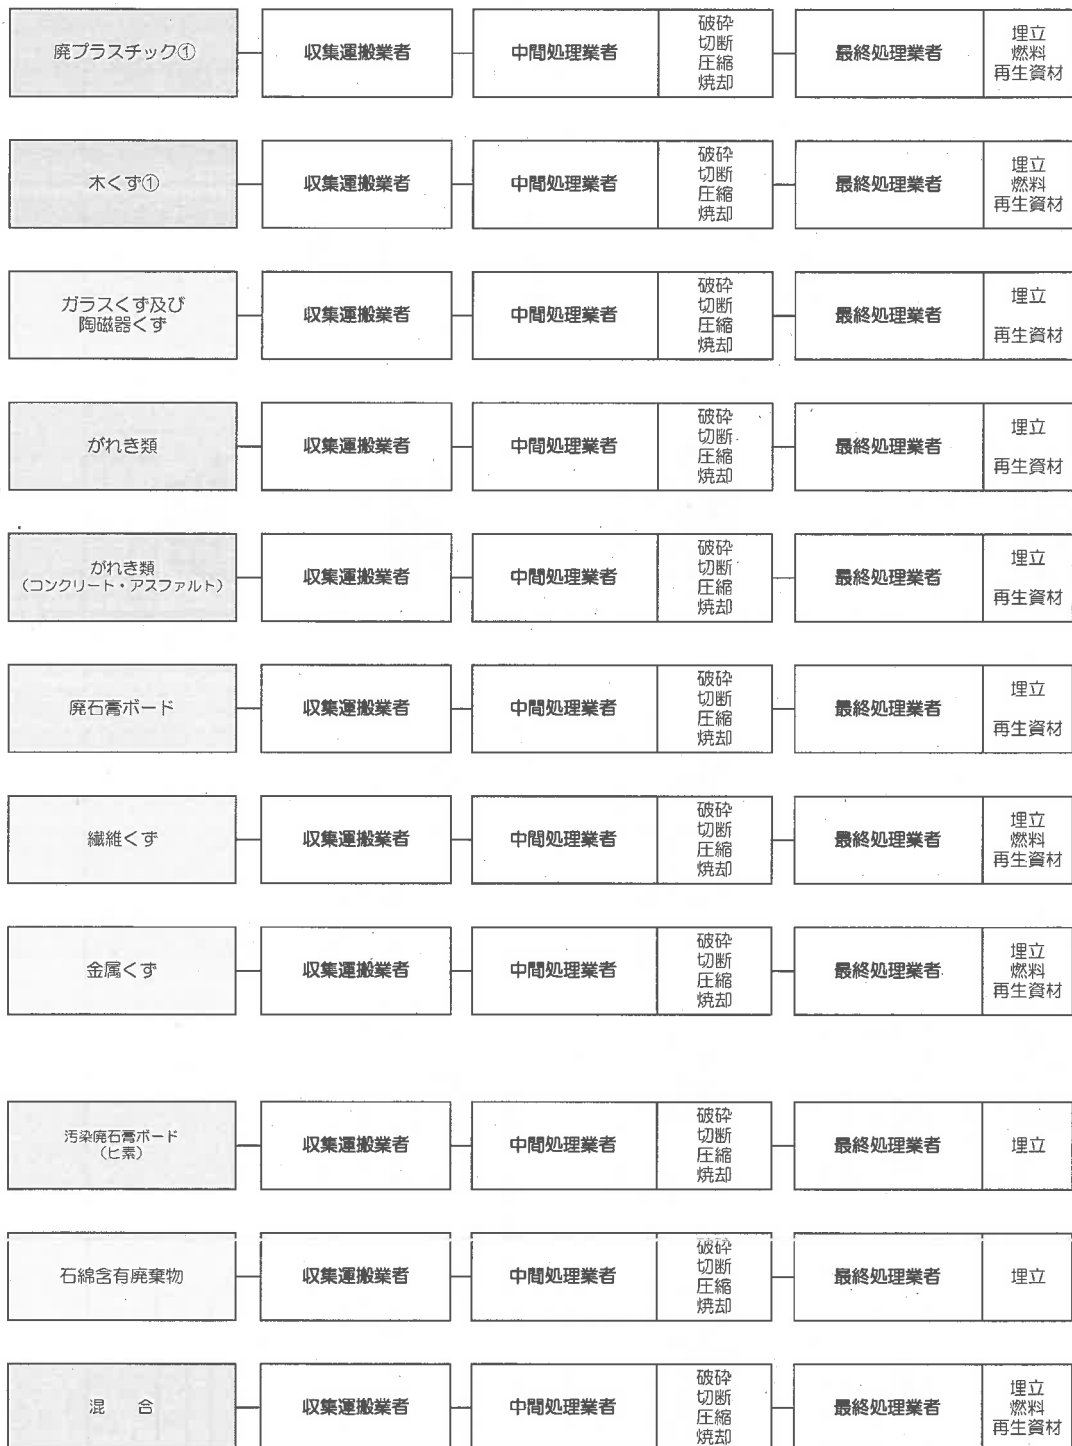 廃プラスチック①
収集運搬業者
中間処理業者
破砕
切断
圧縮
焼却
最終処理業者
埋立
燃料
再生資材
木くず①
収集運搬業者
中間処理業者
破砕
切断
圧縮
焼却
最終処理業者
埋立
燃料
再生資材
ガラスくず及び
陶磁器くず
収集運搬業者
中間処理業者
破砕
切断
圧縮
焼却
最終処理業者
埋立
再生資材
がれき類
収集運搬業者
中間処理業者
破砕
切断
圧縮
焼却
最終処理業者
埋立
再生資材
がれき類
(コンクリート・アスファルト)
収集運搬業者
中間処理業者
破砕
切断
圧縮
焼却
最終処理業者
埋立
再生資材
廃石膏ボード
収集運搬業者
中間処理業者
破砕
切断
圧縮
焼却
最終処理業者
埋立
再生資材
繊維くず
収集運搬業者
中間処理業者
破砕
切断
圧縮
焼却
最終処理業者
埋立
燃料
再生資材
金属くず
収集運搬業者
中間処理業者
破砕
切断
圧縮
焼却
最終処理業者
埋立
燃料
再生資材
汚染廃石膏ボード
(ヒ素)
収集運搬業者
中間処理業者
破砕
切断
圧縮
焼却
最終処理業者
埋立
石綿含有廃棄物
収集運搬業者
中間処理業者
破砕
切断
圧縮
焼却
最終処理業者
埋立
混　合
収集運搬業者
中間処理業者
破砕
切断
圧縮
焼却
最終処理業者
埋立
燃料
再生資材